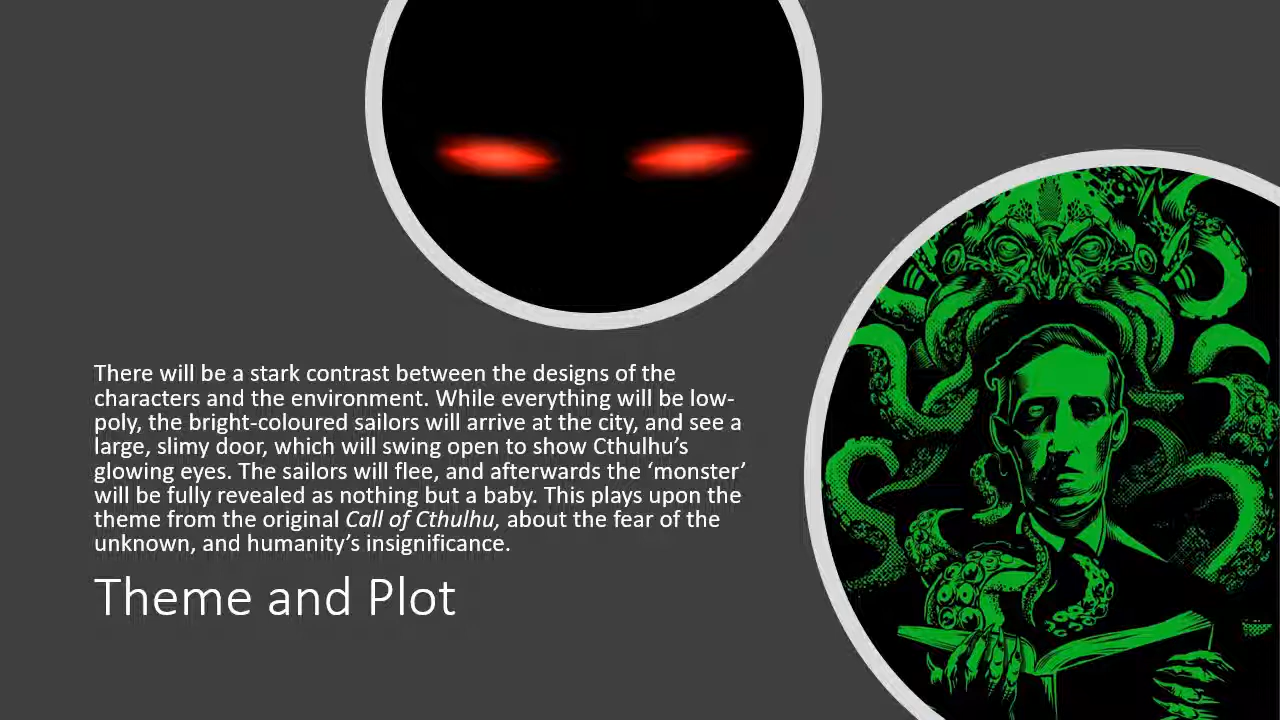 There will be a stark contrast between the designs of the
characters and the environment. While everything will be low-
poly, the bright-coloured sailors will arrive at the city, and see a
large, slimy door, which will swing open to show Cthulhu’s
glowing eyes. The sailors will flee, and afterwards the ‘monster’
will be fully revealed as nothing but a baby. This plays upon the
theme from the original Call of Cthulhu, about the fear of the
unknown, and humanity’s insignificance.
Theme and Plot